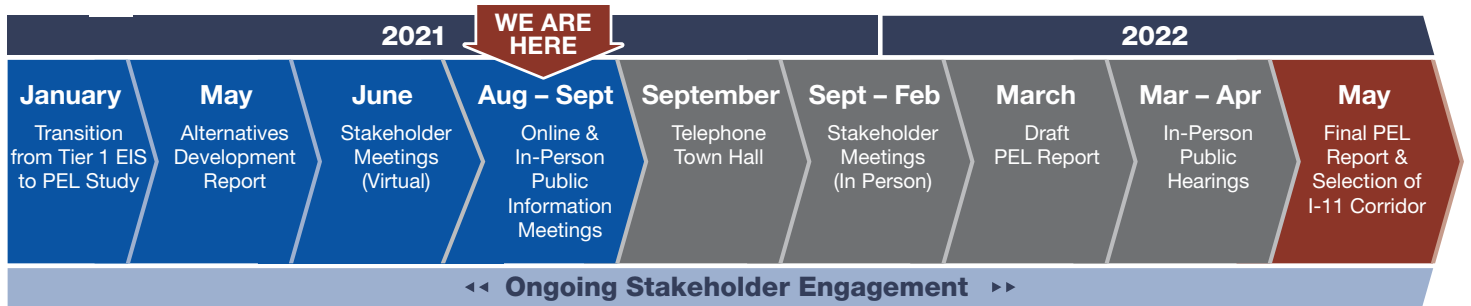 2021
WE ARE
HERE
2022
January
Transition
from Tier 1 EIS
to PEL Study
May
Alternatives
Development
Report
June
Stakeholder
Meetings
(Virtual)
Aug – Sept
Online &
In-Person
Public
Information
Meetings
September
Telephone
Town Hall
Sept – Feb
Stakeholder
Meetings
(In Person)
March
Draft
PEL Report
Mar – Apr
In-Person
Public
Hearings
May
Final PEL
Report &
Selection of
I-11 Corridor
Ongoing Stakeholder Engagement